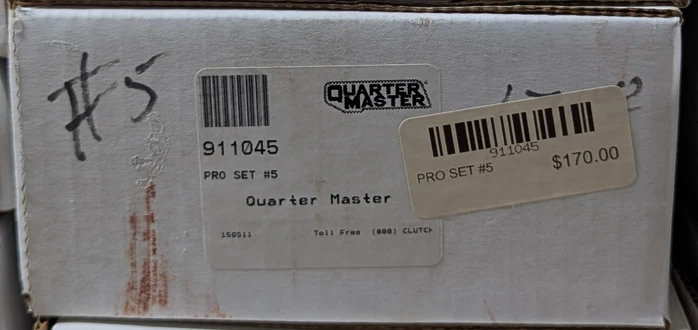 #5
QUARTER
MASTER
911045
PRO SET #5
Quarter Master
150511 Toll Free (888) CLUTCH
911045
PRO SET #5 $170.00